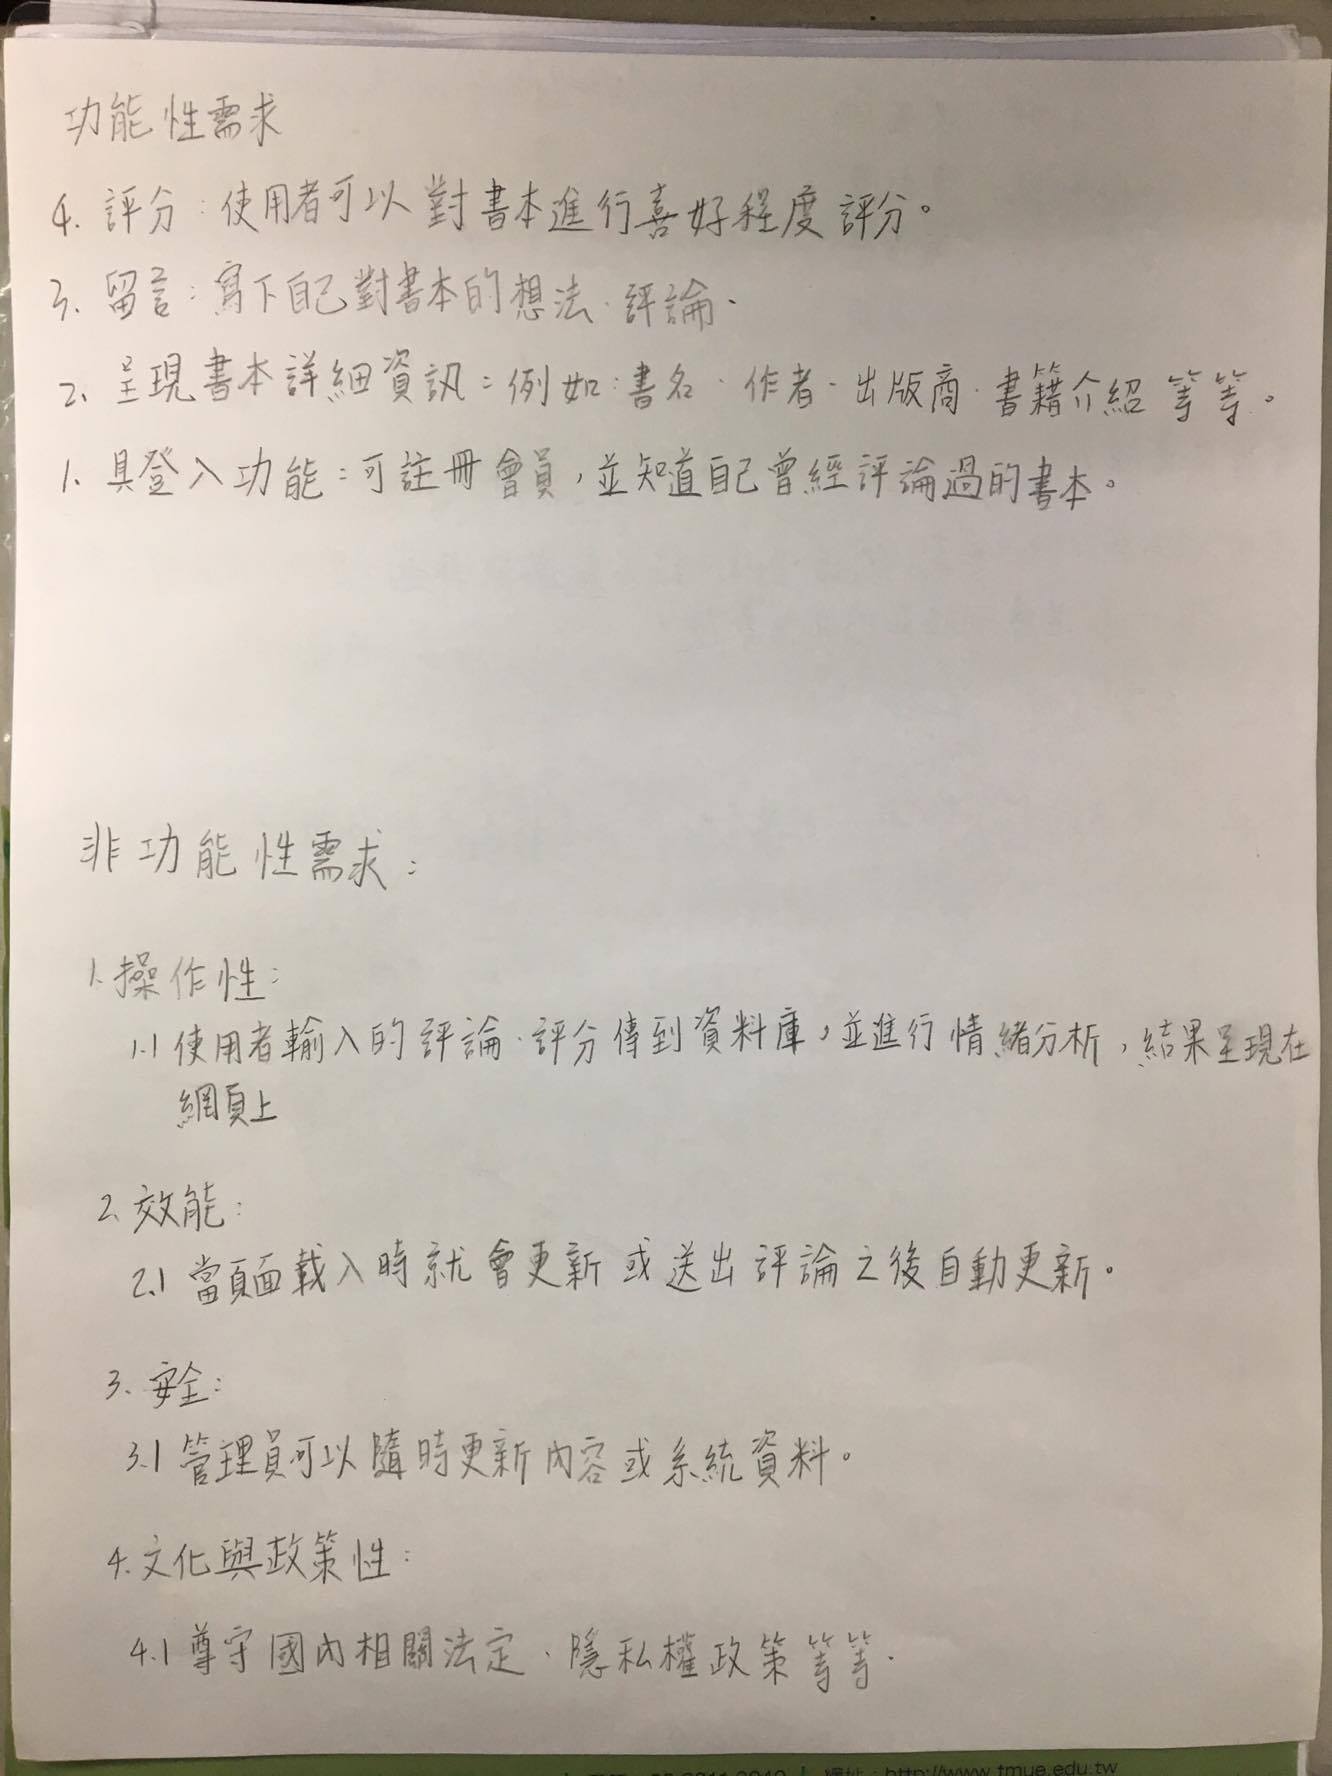 功能性需求
4. 評分：使用者可以對書本進行喜好程度評分。
3. 留言：寫下自己對書本的想法、評論。
2. 呈現書本詳細資訊：例如：書名、作者、出版商、書籍介紹等等。
1. 具登入功能：可註冊會員，並知道自己曾經評論過的書本。
非功能性需求：
1. 操作性：
1.1 使用者輸入的評論、評分傳到資料庫，並進行情緒分析，結果呈現在
網頁上
2. 效能：
2.1 當頁面載入時就會更新或送出評論之後自動更新。
3. 安全：
3.1 管理員可以隨時更新內容或系統資料。
4. 文化與政策性：
4.1 尊守國內相關法定、隱私權政策等等、
http://www.tmue.edu.tw